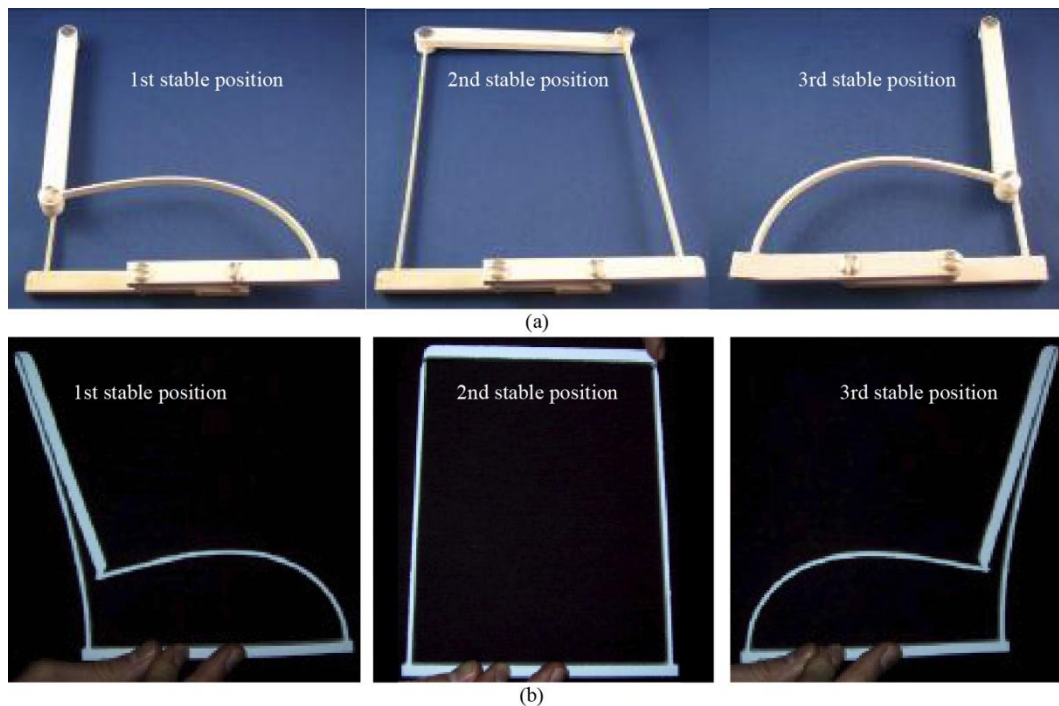 1st stable position
2nd stable position
3rd stable position
(a)
1st stable position
2nd stable position
3rd stable position
(b)